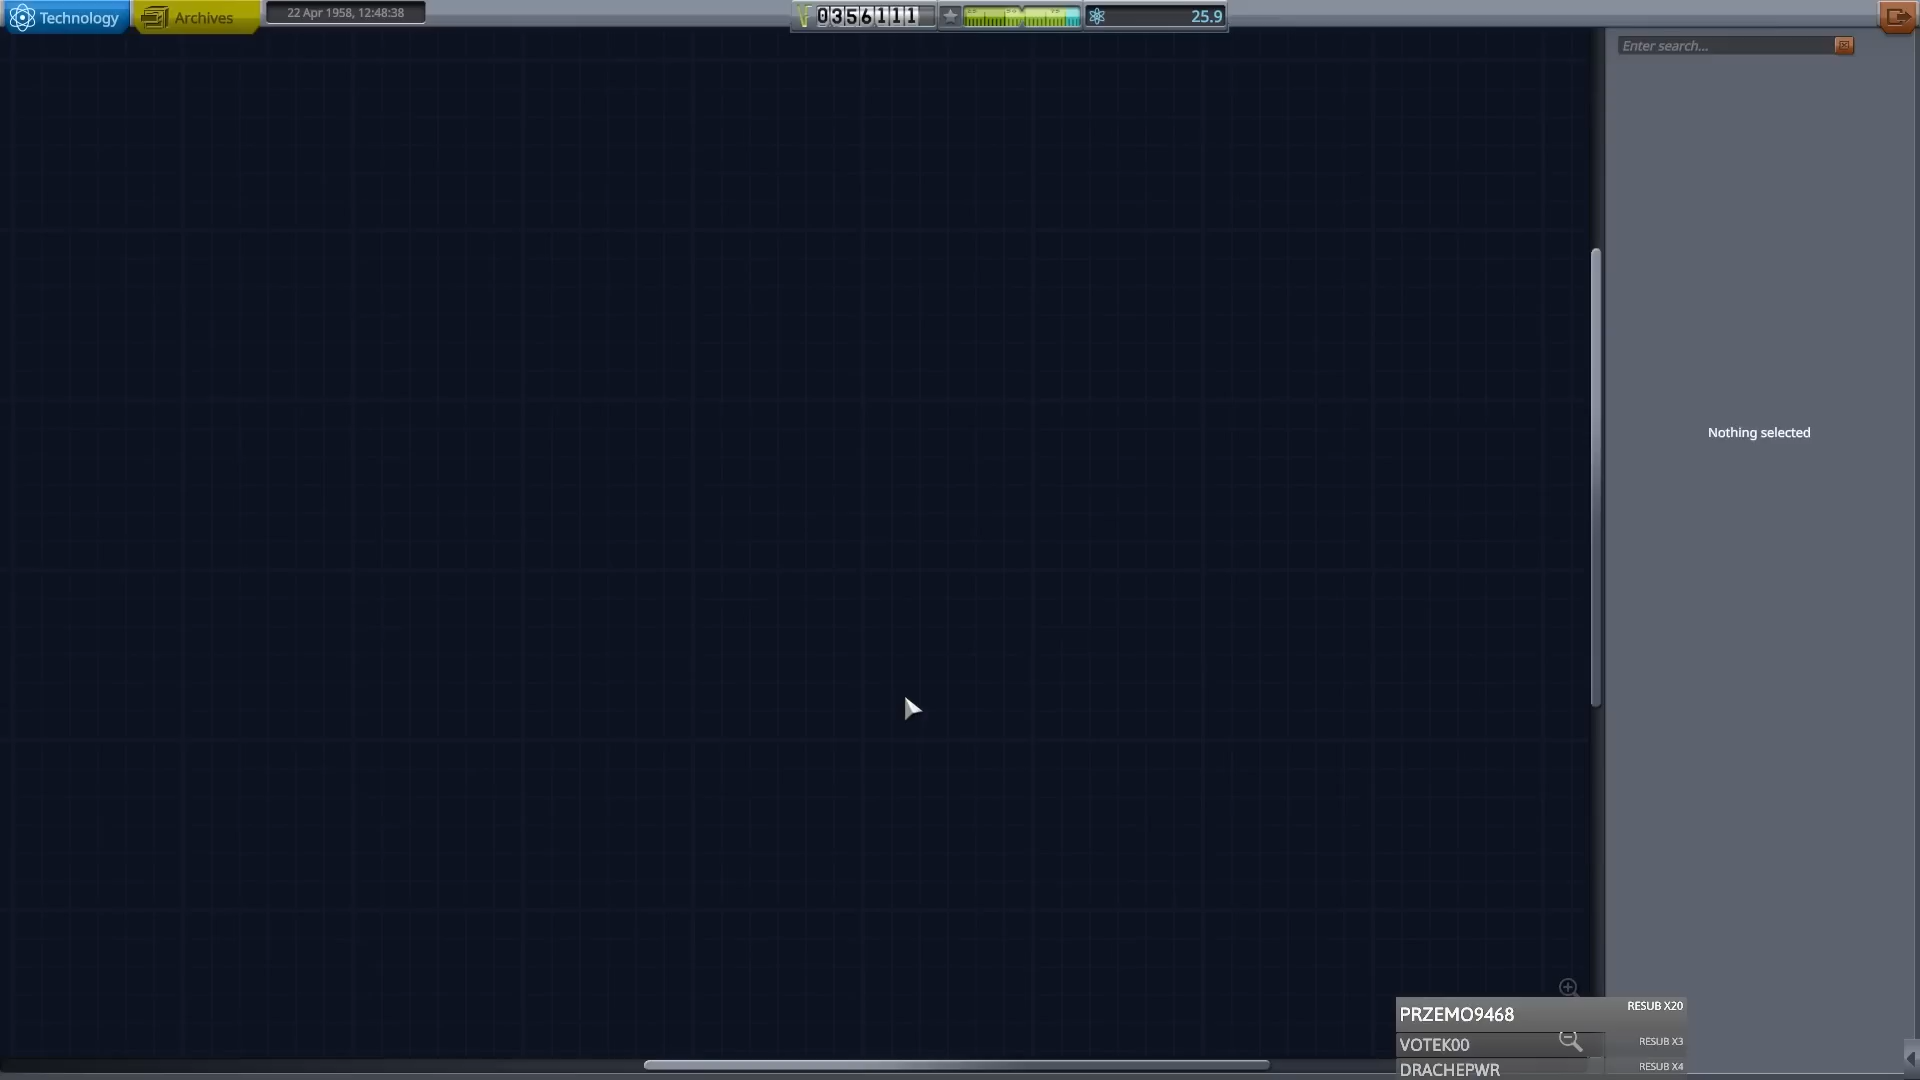 Technology
Archives
22 Apr 1958, 12:48:38
0356111
25.9
Enter search...
Nothing selected
PRZEMO9468
RESUB X20
VOTEK00
RESUB X3
DRACHEPWR
RESUB X4